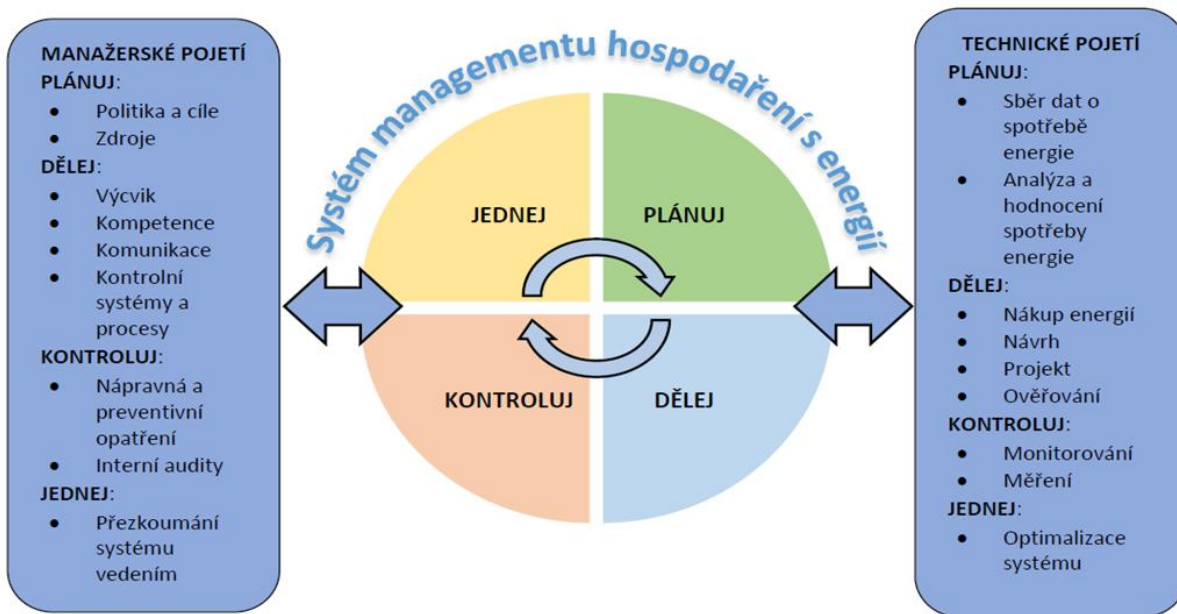 MANAŽERSKÉ POJETÍ
PLÁNUJ:
• Politika a cíle
• Zdroje
DĚLEJ:
• Výcvik
• Kompetence
• Komunikace
• Kontrolní
systémy a
procesy
KONTROLUJ:
• Nápravná a
preventivní
opatření
• Interní audity
JEDNEJ:
• Přezkoumání
systému
vedením
Systém managementu hospodaření s energií
JEDNEJ
PLÁNUJ
KONTROLUJ
DĚLEJ
TECHNICKÉ POJETÍ
PLÁNUJ:
• Sběr dat o
spotřebě
energie
• Analýza a
hodnocení
spotřeby
energie
DĚLEJ:
• Nákup energií
• Návrh
• Projekt
• Ověřování
KONTROLUJ:
• Monitorování
• Měření
JEDNEJ:
• Optimalizace
systému